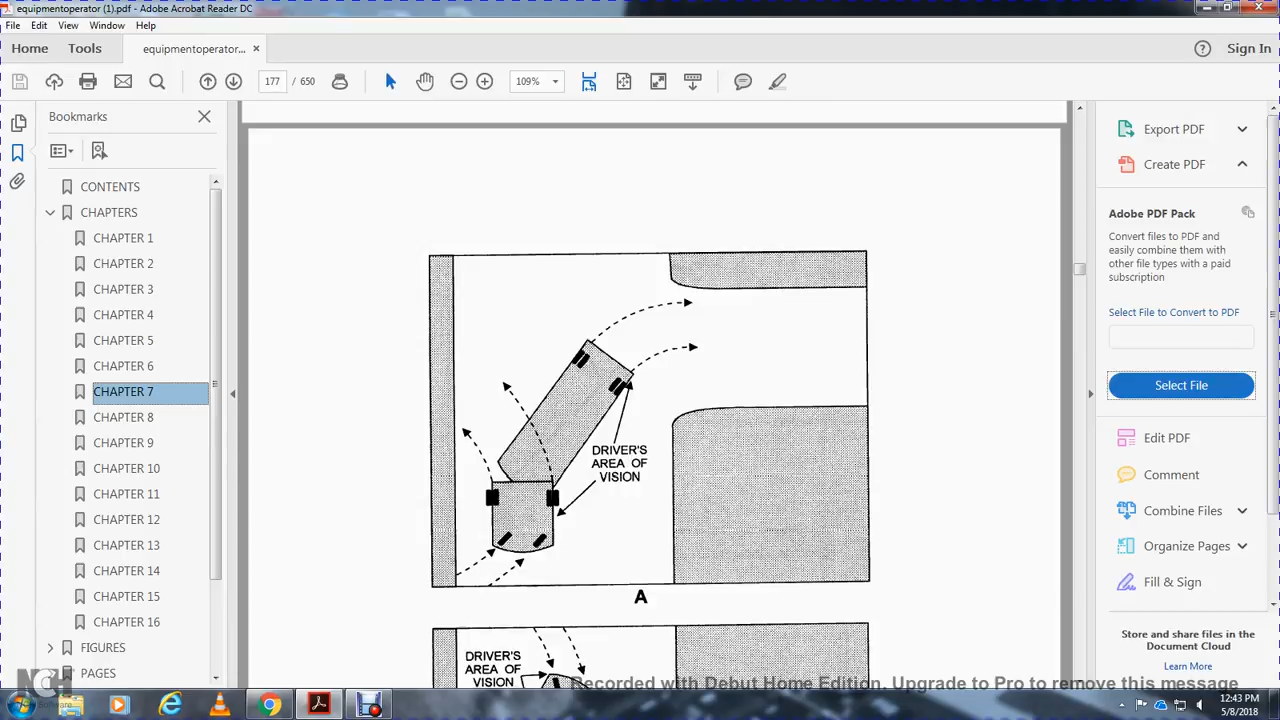 equipmentoperator (1).pdf - Adobe Acrobat Reader DC
File Edit View Window Help
Home Tools equipmentoperator... Sign In
177 / 650 109%
Bookmarks
CONTENTS
CHAPTERS
CHAPTER 1
CHAPTER 2
CHAPTER 3
CHAPTER 4
CHAPTER 5
CHAPTER 6
CHAPTER 7
CHAPTER 8
CHAPTER 9
CHAPTER 10
CHAPTER 11
CHAPTER 12
CHAPTER 13
CHAPTER 14
CHAPTER 15
CHAPTER 16
FIGURES
PAGES
DRIVER'S
AREA OF
VISION
A
DRIVER'S
AREA OF
VISION
Export PDF
Create PDF
Adobe PDF Pack
Convert files to PDF and
easily combine them with
other file types with a paid
subscription
Select File to Convert to PDF
Select File
Edit PDF
Comment
Combine Files
Organize Pages
Fill & Sign
Store and share files in the
Document Cloud
Learn More
NCH
Software
Recorded with Debut Home Edition. Upgrade to Pro to remove this message
12:43 PM
5/8/2018